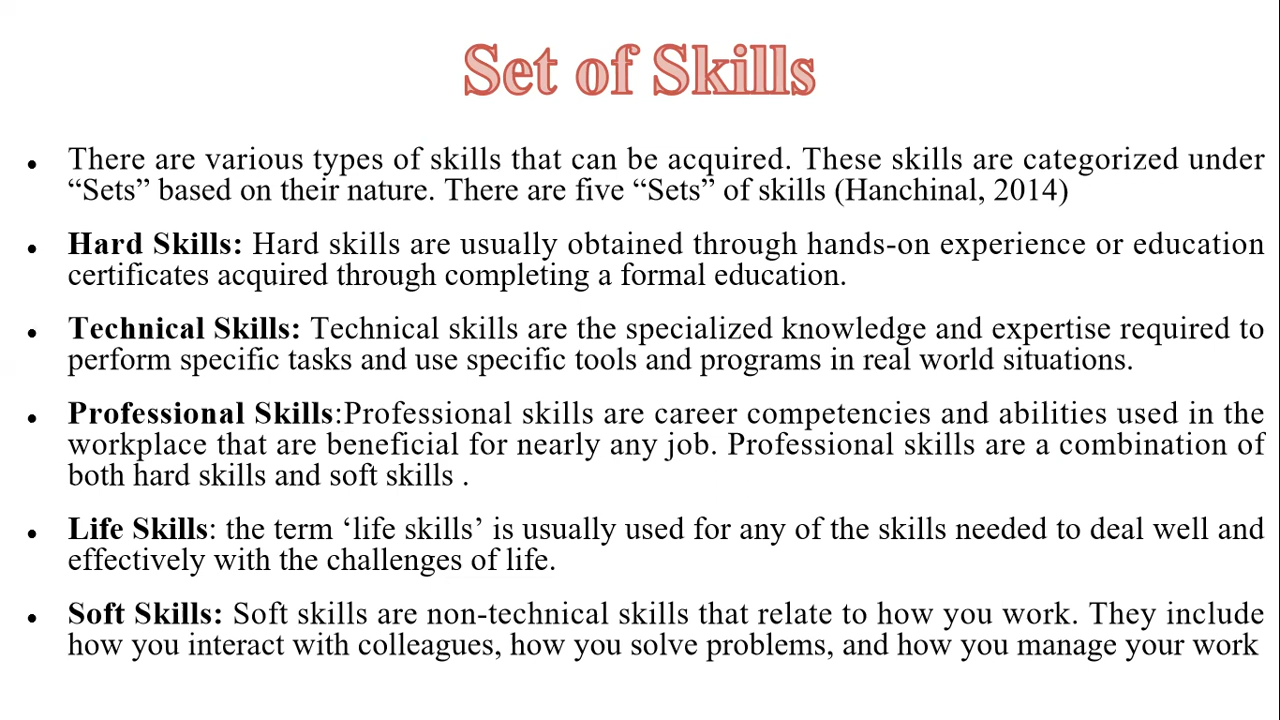 Set of Skills
• There are various types of skills that can be acquired. These skills are categorized under
“Sets” based on their nature. There are five “Sets” of skills (Hanchinal, 2014)
• Hard Skills: Hard skills are usually obtained through hands-on experience or education
certificates acquired through completing a formal education.
• Technical Skills: Technical skills are the specialized knowledge and expertise required to
perform specific tasks and use specific tools and programs in real world situations.
• Professional Skills:Professional skills are career competencies and abilities used in the
workplace that are beneficial for nearly any job. Professional skills are a combination of
both hard skills and soft skills .
• Life Skills: the term ‘life skills’ is usually used for any of the skills needed to deal well and
effectively with the challenges of life.
• Soft Skills: Soft skills are non-technical skills that relate to how you work. They include
how you interact with colleagues, how you solve problems, and how you manage your work